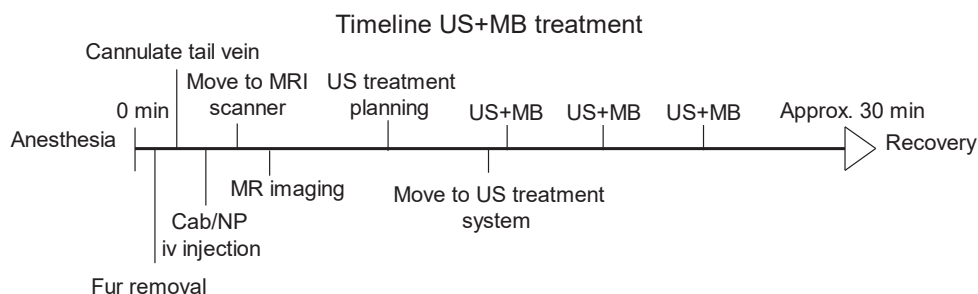 Timeline US+MB treatment
Cannulate tail vein
Move to MRI
scanner
US treatment
planning
0 min
US+MB
US+MB
US+MB
Approx. 30 min
Anesthesia
Recovery
MR imaging
Move to US treatment
system
Cab/NP
iv injection
Fur removal